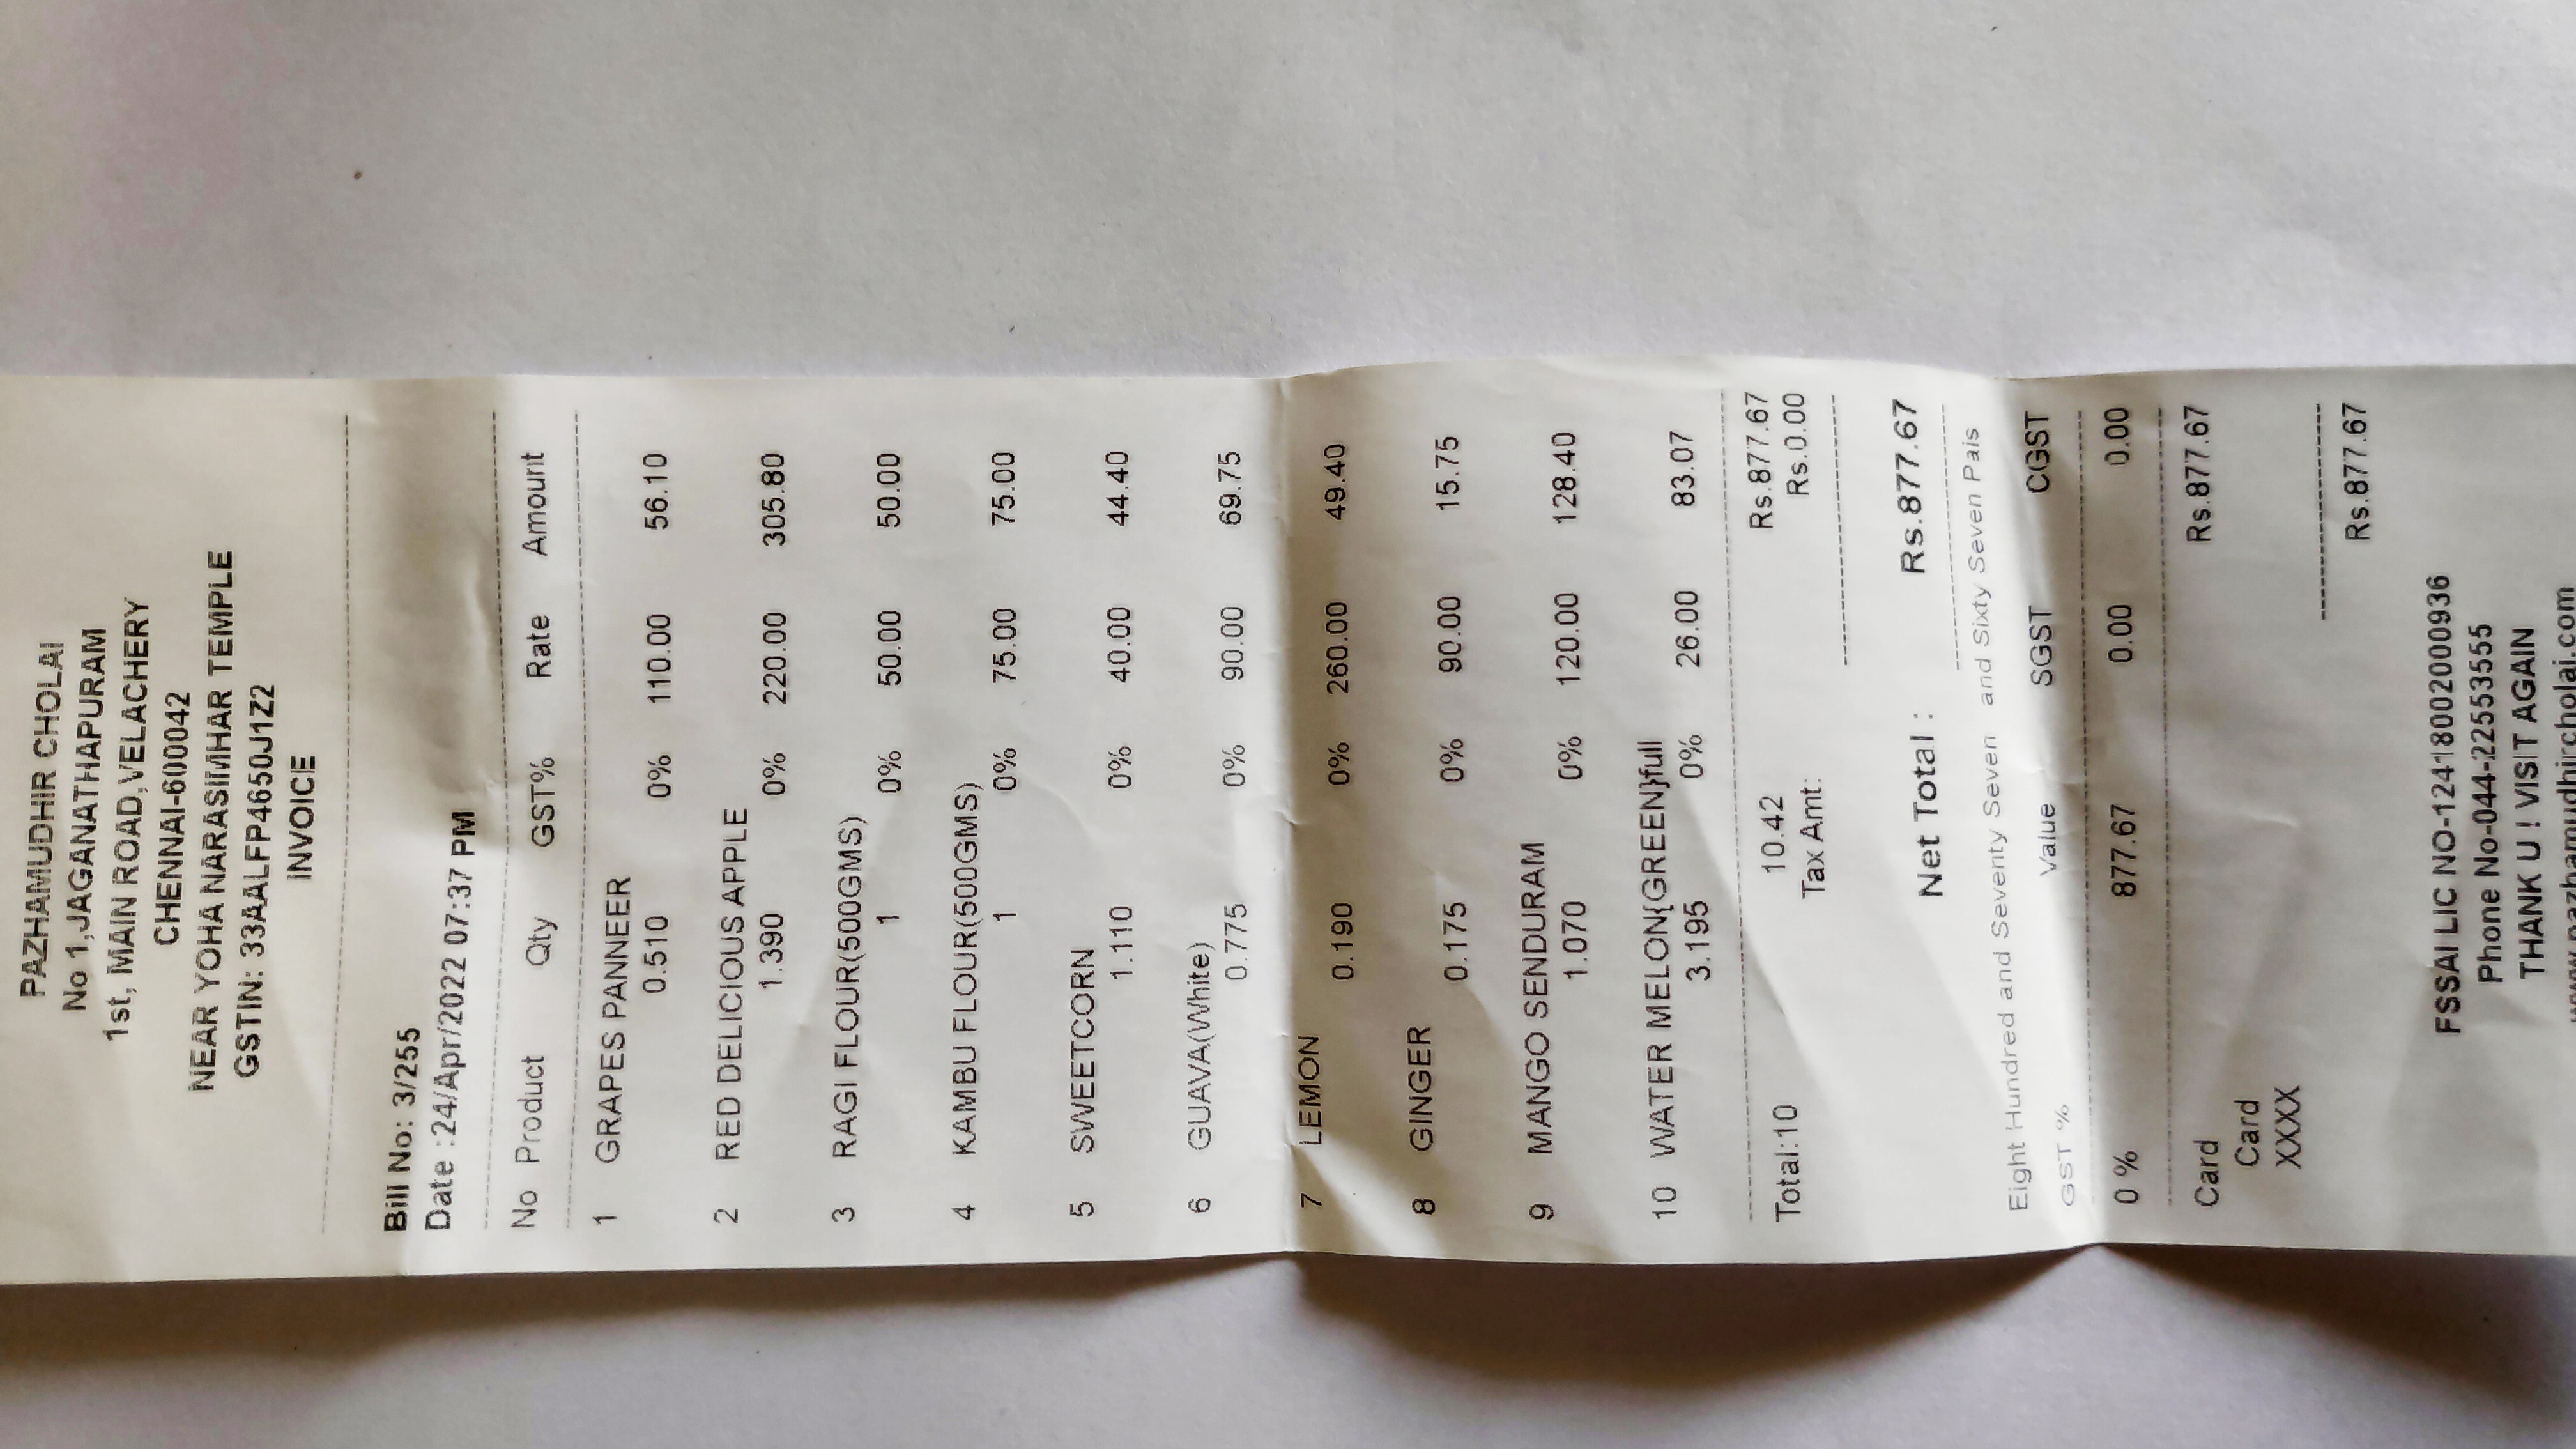 PAZHAMUDHIR CHOLAI
No 1,JAGANATHAPURAM
1st, MAIN ROAD,VELACHERY
CHENNAI-600042
NEAR YOHA NARASIMHAR TEMPLE
GSTIN: 33AALFP4650J1Z2
INVOICE
Bill No: 3/255
Date :24/Apr/2022 07:37 PM
No Product Qty GST% Rate Amount
1 GRAPES PANNEER
0.510 0% 110.00 56.10
2 RED DELICIOUS APPLE
1.390 0% 220.00 305.80
3 RAGI FLOUR(500GMS)
1 0% 50.00 50.00
4 KAMBU FLOUR(500GMS)
1 0% 75.00 75.00
5 SWEETCORN
1.110 0% 40.00 44.40
6 GUAVA(White)
0.775 0% 90.00 69.75
7 LEMON
0.190 0% 260.00 49.40
8 GINGER
0.175 0% 90.00 15.75
9 MANGO SENDURAM
1.070 0% 120.00 128.40
10 WATER MELON{GREEN}full
3.195 0% 26.00 83.07
Total:10 10.42 Rs.877.67
Tax Amt: Rs.0.00
Net Total : Rs.877.67
Eight Hundred and Seventy Seven and Sixty Seven Pais
GST % Value SGST CGST
0 % 877.67 0.00 0.00
Card Rs.877.67
Card
XXXX
Rs.877.67
FSSAI LIC NO-12418002000936
Phone No-044-22553555
THANK U ! VISIT AGAIN
www.pazhamudhircholai.com